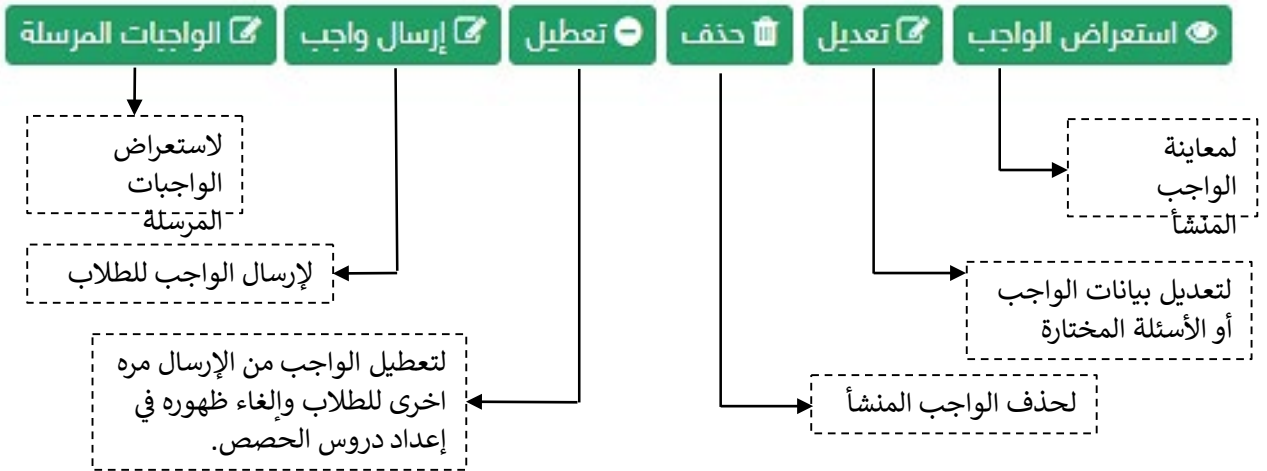 استعراض الواجب
تعديل
حذف
تعطيل
إرسال واجب
الواجبات المرسلة
لمعاينة
الواجب
المنشأ
لاستعراض
الواجبات
المرسلة
لإرسال الواجب للطلاب
لتعديل بيانات الواجب
أو الأسئلة المختارة
لتعطيل الواجب من الإرسال مره
اخرى للطلاب وإلغاء ظهوره في
إعداد دروس الحصص.
لحذف الواجب المنشأ